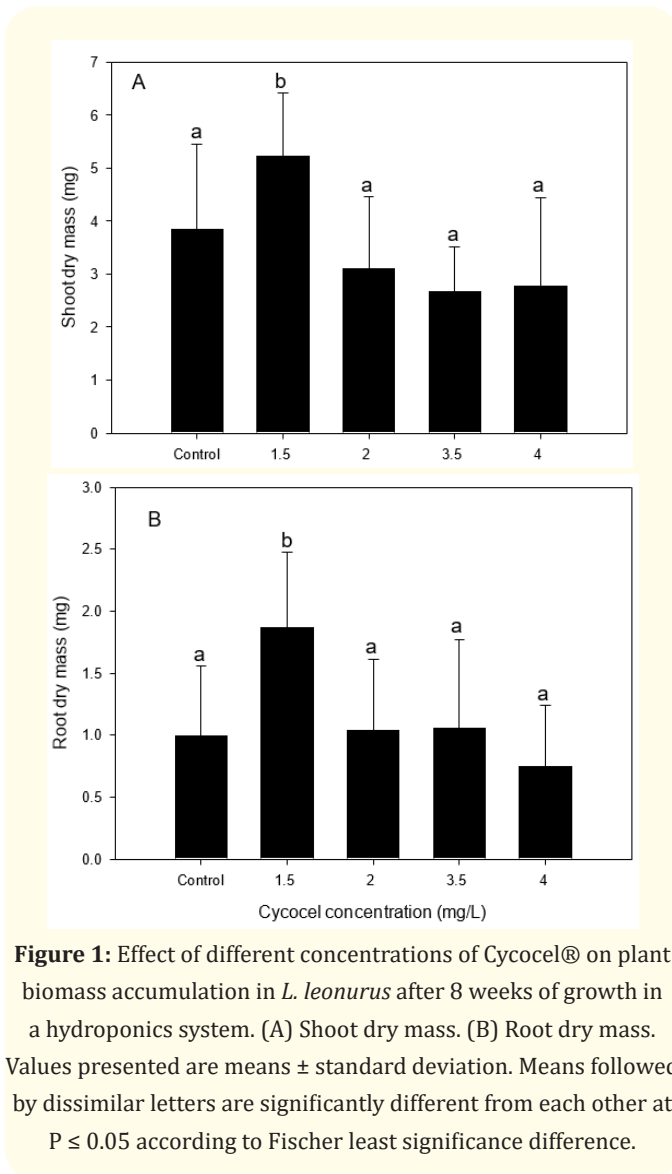 7
A
b
6
a
5
a
a
a
4
3
2
1
0
Shoot dry mass (mg)
Control 1.5 2 3.5 4
3.0
B
b
2.5
a
a
a
2.0
a
1.5
1.0
0.5
0.0
Root dry mass (mg)
Control 1.5 2 3.5 4
Cycocel concentration (mg/L)
Figure 1: Effect of different concentrations of Cycocel® on plant
biomass accumulation in L. leonurus after 8 weeks of growth in
a hydroponics system. (A) Shoot dry mass. (B) Root dry mass.
Values presented are means ± standard deviation. Means followed
by dissimilar letters are significantly different from each other at
P ≤ 0.05 according to Fischer least significance difference.